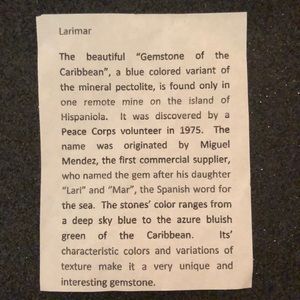 Larimar
The beautiful “Gemstone of the
Caribbean”, a blue colored variant of
the mineral pectolite, is found only in
one remote mine on the island of
Hispaniola. It was discovered by a
Peace Corps volunteer in 1975. The
name was originated by Miguel
Mendez, the first commercial supplier,
who named the gem after his daughter
“Lari” and “Mar”, the Spanish word for
the sea. The stones’ color ranges from
a deep sky blue to the azure bluish
green of the Caribbean. Its’
characteristic colors and variations of
texture make it a very unique and
interesting gemstone.